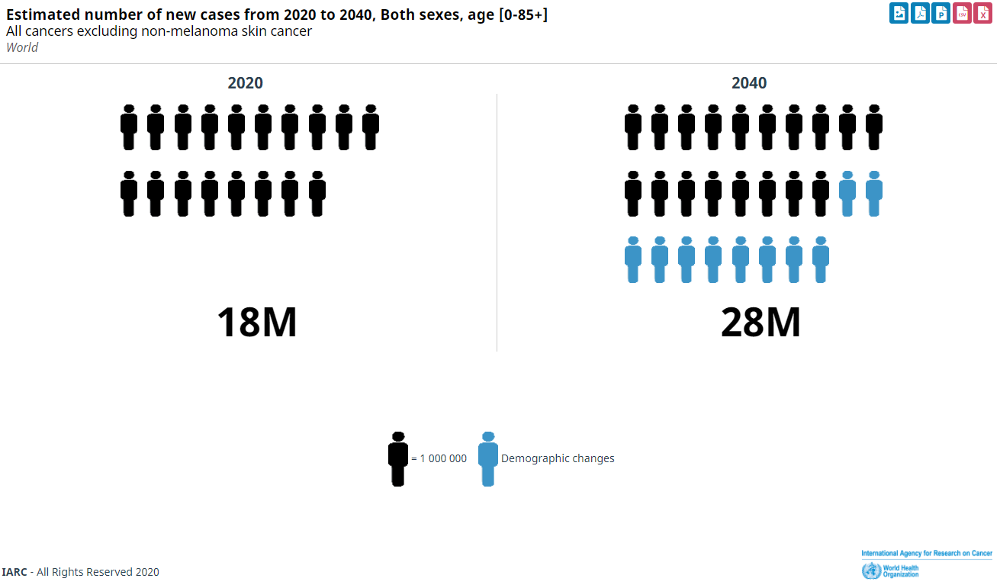 Estimated number of new cases from 2020 to 2040, Both sexes, age [0-85+]
All cancers excluding non-melanoma skin cancer
World
P
CSV
X
2020
2040
18M
28M
= 1 000 000
Demographic changes
International Agency for Research on Cancer
World Health
Organization
IARC - All Rights Reserved 2020